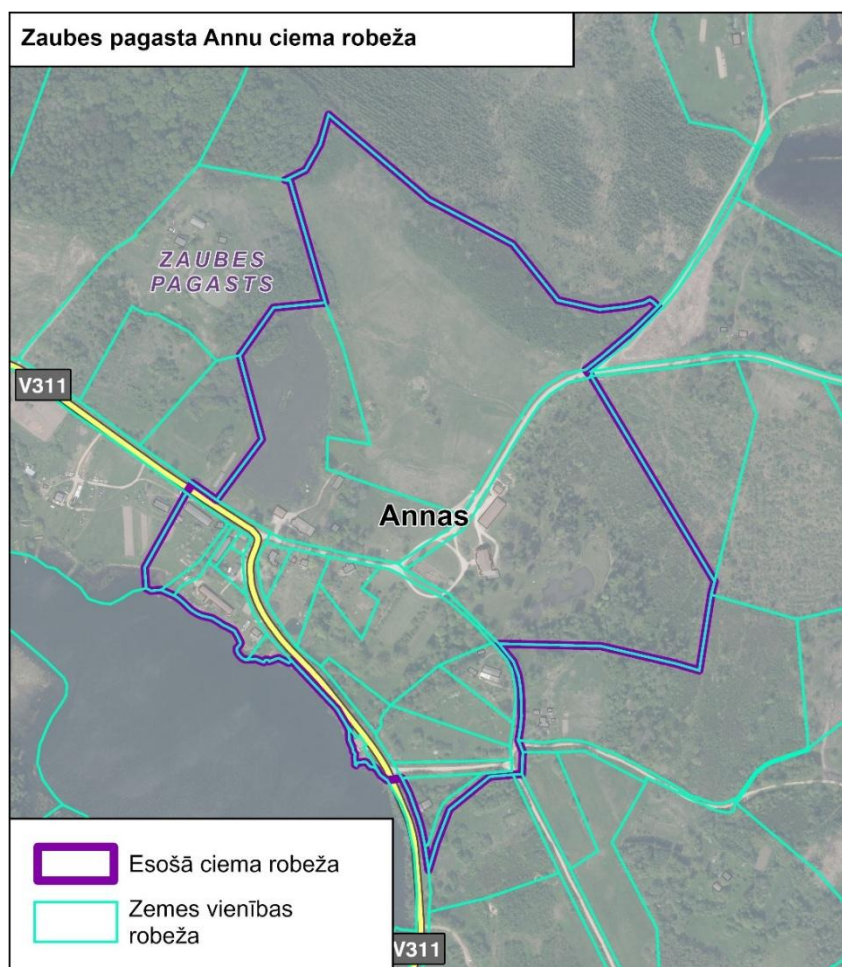 Zaubes pagasta Annu ciema robeža
ZAUBES
PAGASTS
V311
Annas
Esošā ciema robeža
Zemes vienības
robeža
V311